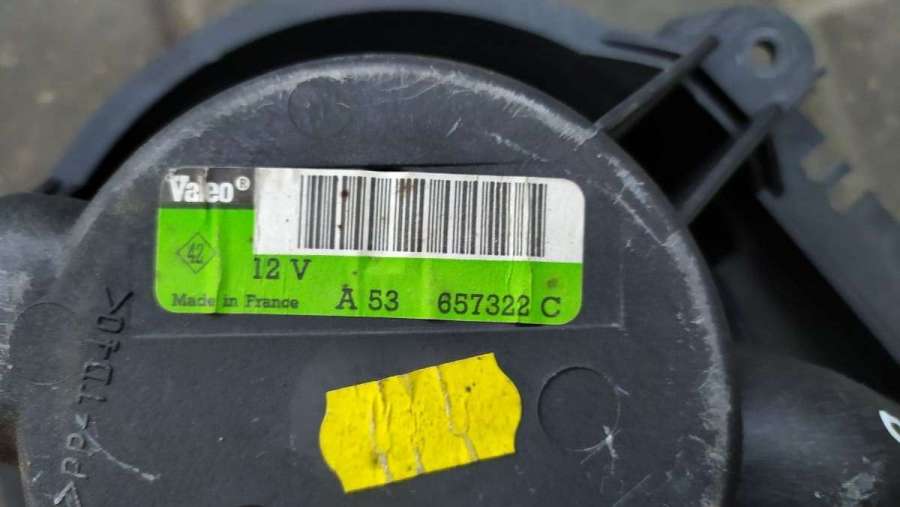 Valeo®
42
12 V
Made in France A 53 657322 C
>PP< TD40<